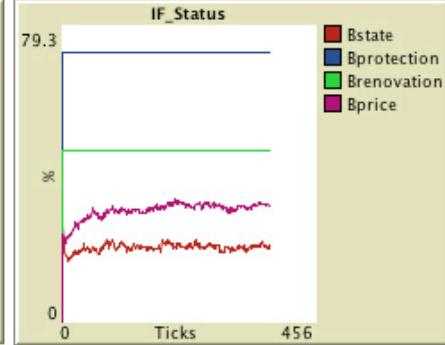 IF_Status
79.3
%
0
0 Ticks 456
Bstate
Bprotection
Brenovation
Bprice